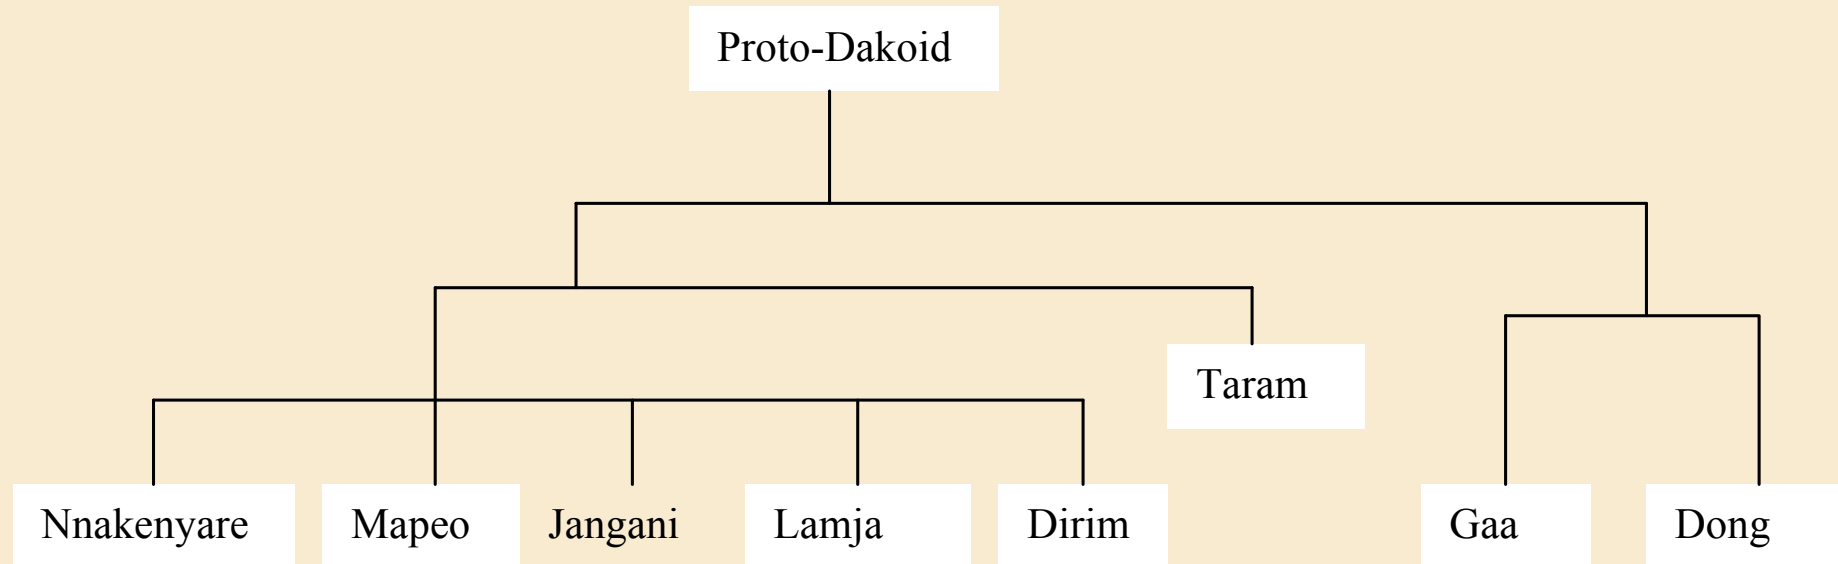 Proto-Dakoid
Taram
Nnakenyare
Mapeo
Jangani
Lamja
Dirim
Gaa
Dong